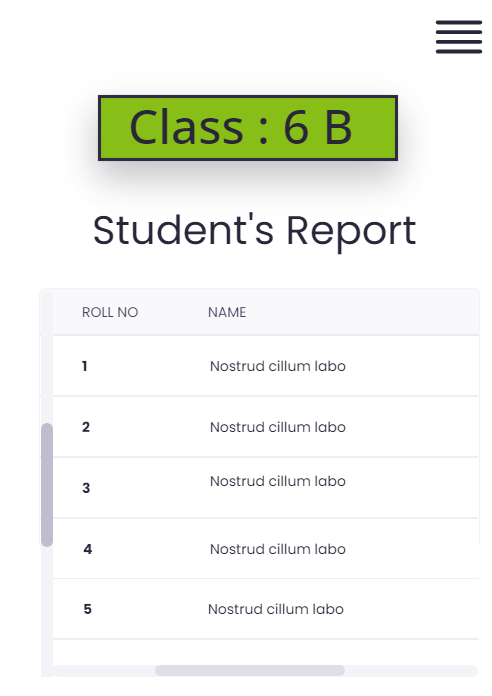 Class : 6 B
Student's Report
ROLL NO NAME
1 Nostrud cillum labo
2 Nostrud cillum labo
3 Nostrud cillum labo
4 Nostrud cillum labo
5 Nostrud cillum labo